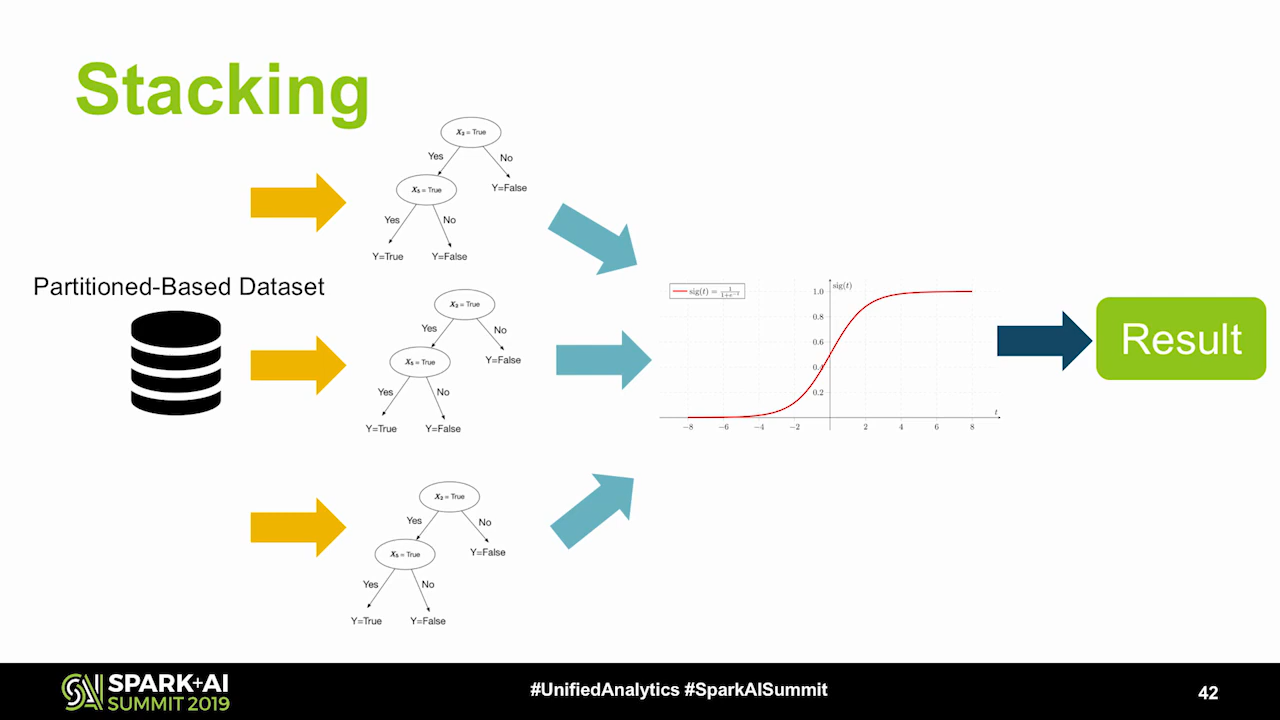 Stacking
Partitioned-Based Dataset
X₃ = True
Yes
No
X₅ = True
Y=False
Yes
No
Y=True
Y=False
X₃ = True
Yes
No
X₅ = True
Y=False
Yes
No
Y=True
Y=False
X₃ = True
Yes
No
X₅ = True
Y=False
Yes
No
Y=True
Y=False
sig(t) = 1/(1+e⁻ᵗ)
sig(t)
1.0
0.8
0.6
0.4
0.2
t
−8 −6 −4 −2 2 4 6 8
Result
SPARK+AI
SUMMIT 2019
#UnifiedAnalytics #SparkAISummit
42